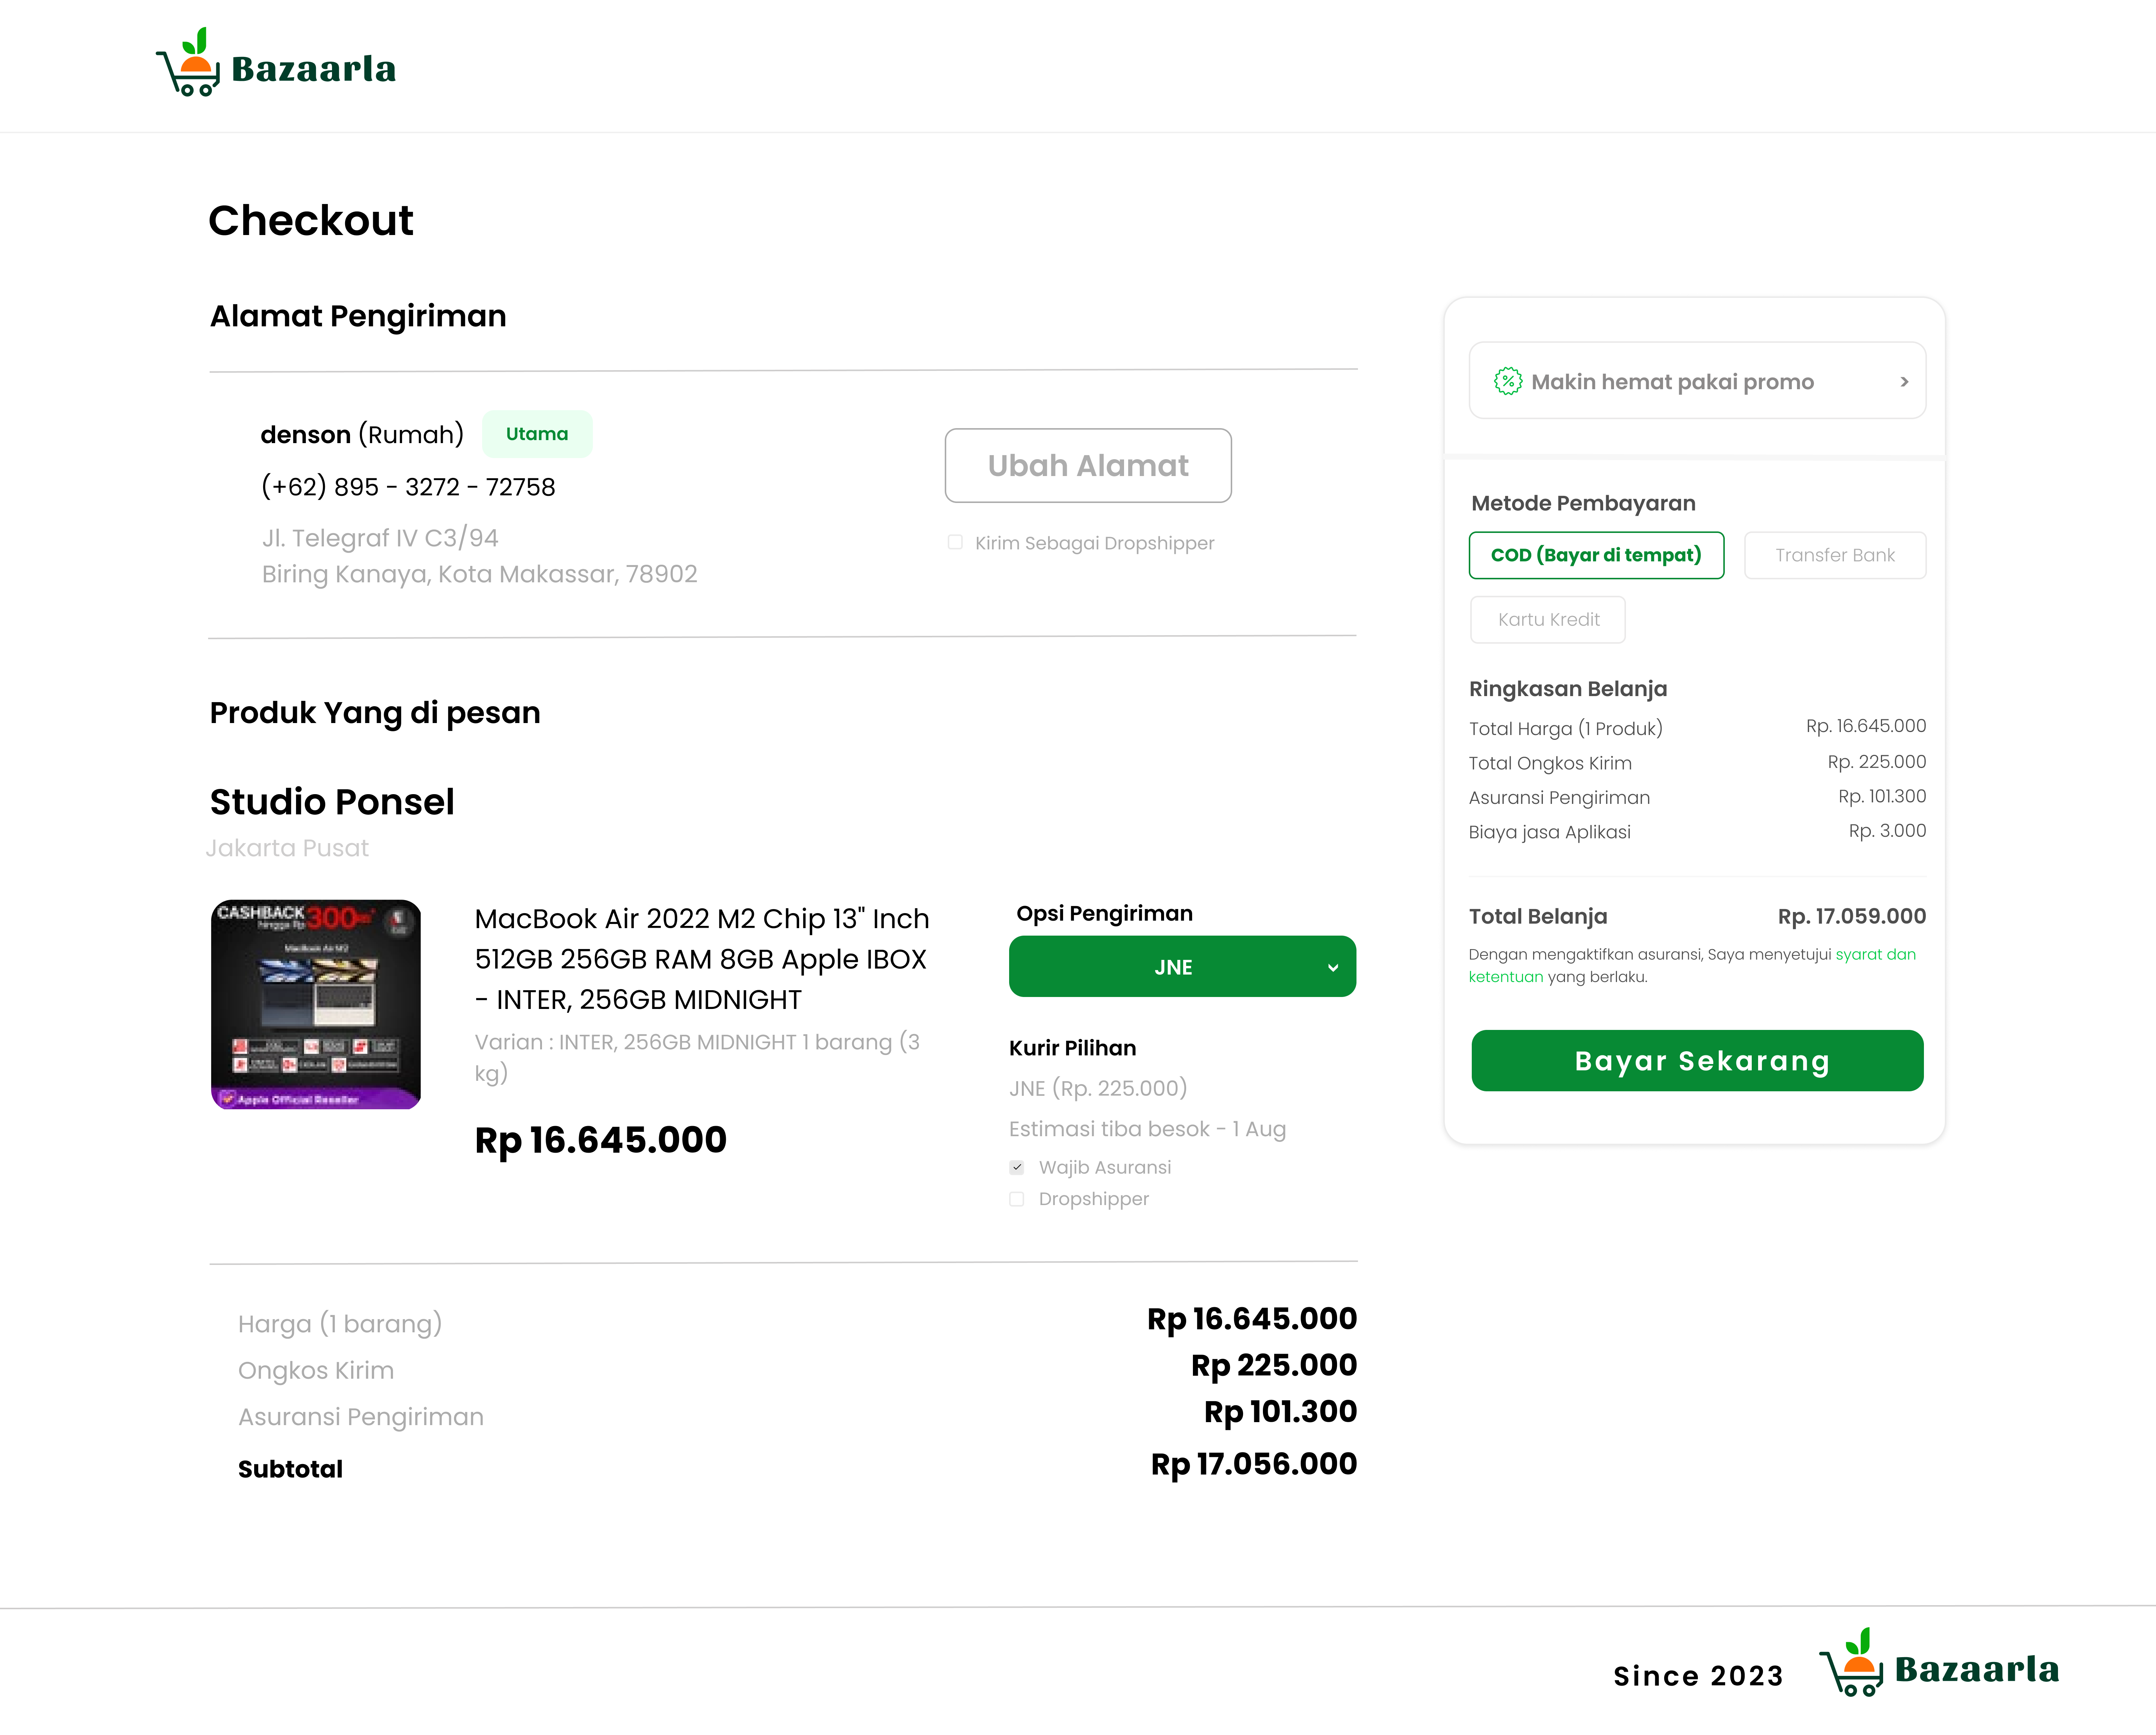 Bazaarla
Checkout
Alamat Pengiriman
denson (Rumah) Utama
(+62) 895 - 3272 - 72758
Jl. Telegraf IV C3/94
Biring Kanaya, Kota Makassar, 78902
Ubah Alamat
Kirim Sebagai Dropshipper
Produk Yang di pesan
Studio Ponsel
Jakarta Pusat
CASHBACK 300
hingga Rp
MacBook Air M2
Apple Official Reseller
MacBook Air 2022 M2 Chip 13" Inch
512GB 256GB RAM 8GB Apple IBOX
- INTER, 256GB MIDNIGHT
Varian : INTER, 256GB MIDNIGHT 1 barang (3
kg)
Rp 16.645.000
Opsi Pengiriman
JNE
Kurir Pilihan
JNE (Rp. 225.000)
Estimasi tiba besok - 1 Aug
Wajib Asuransi
Dropshipper
Harga (1 barang) Rp 16.645.000
Ongkos Kirim Rp 225.000
Asuransi Pengiriman Rp 101.300
Subtotal Rp 17.056.000
Makin hemat pakai promo >
Metode Pembayaran
COD (Bayar di tempat) Transfer Bank
Kartu Kredit
Ringkasan Belanja
Total Harga (1 Produk) Rp. 16.645.000
Total Ongkos Kirim Rp. 225.000
Asuransi Pengiriman Rp. 101.300
Biaya jasa Aplikasi Rp. 3.000
Total Belanja Rp. 17.059.000
Dengan mengaktifkan asuransi, Saya menyetujui syarat dan
ketentuan yang berlaku.
Bayar Sekarang
Since 2023 Bazaarla